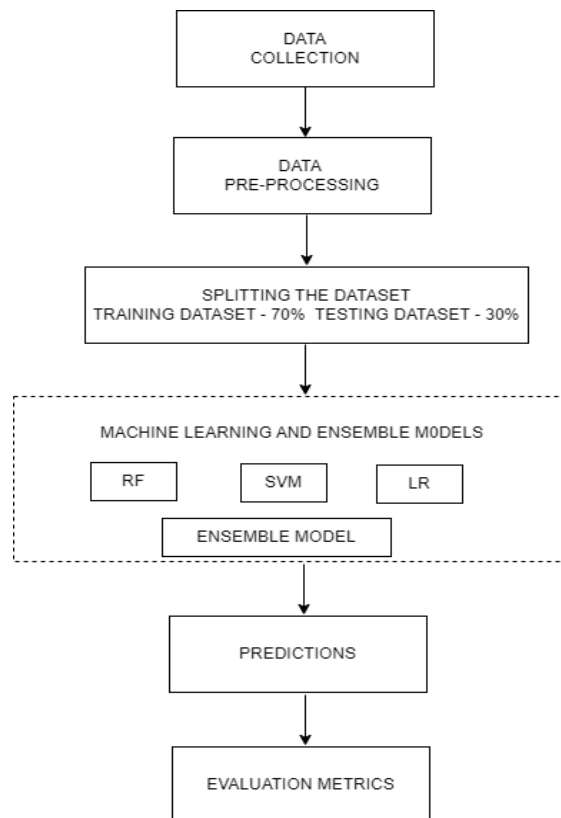 DATA
COLLECTION
DATA
PRE-PROCESSING
SPLITTING THE DATASET
TRAINING DATASET - 70% TESTING DATASET - 30%
MACHINE LEARNING AND ENSEMBLE M0DELS
RF SVM LR
ENSEMBLE MODEL
PREDICTIONS
EVALUATION METRICS